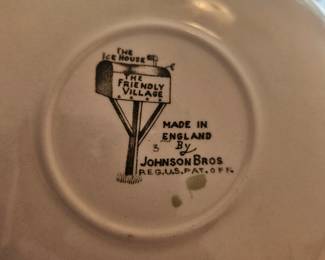 THE
ICE HOUSE
THE
FRIENDLY
VILLAGE
MADE IN
ENGLAND
3 By
JOHNSON BROS.
REG.U.S.PAT.OFF.